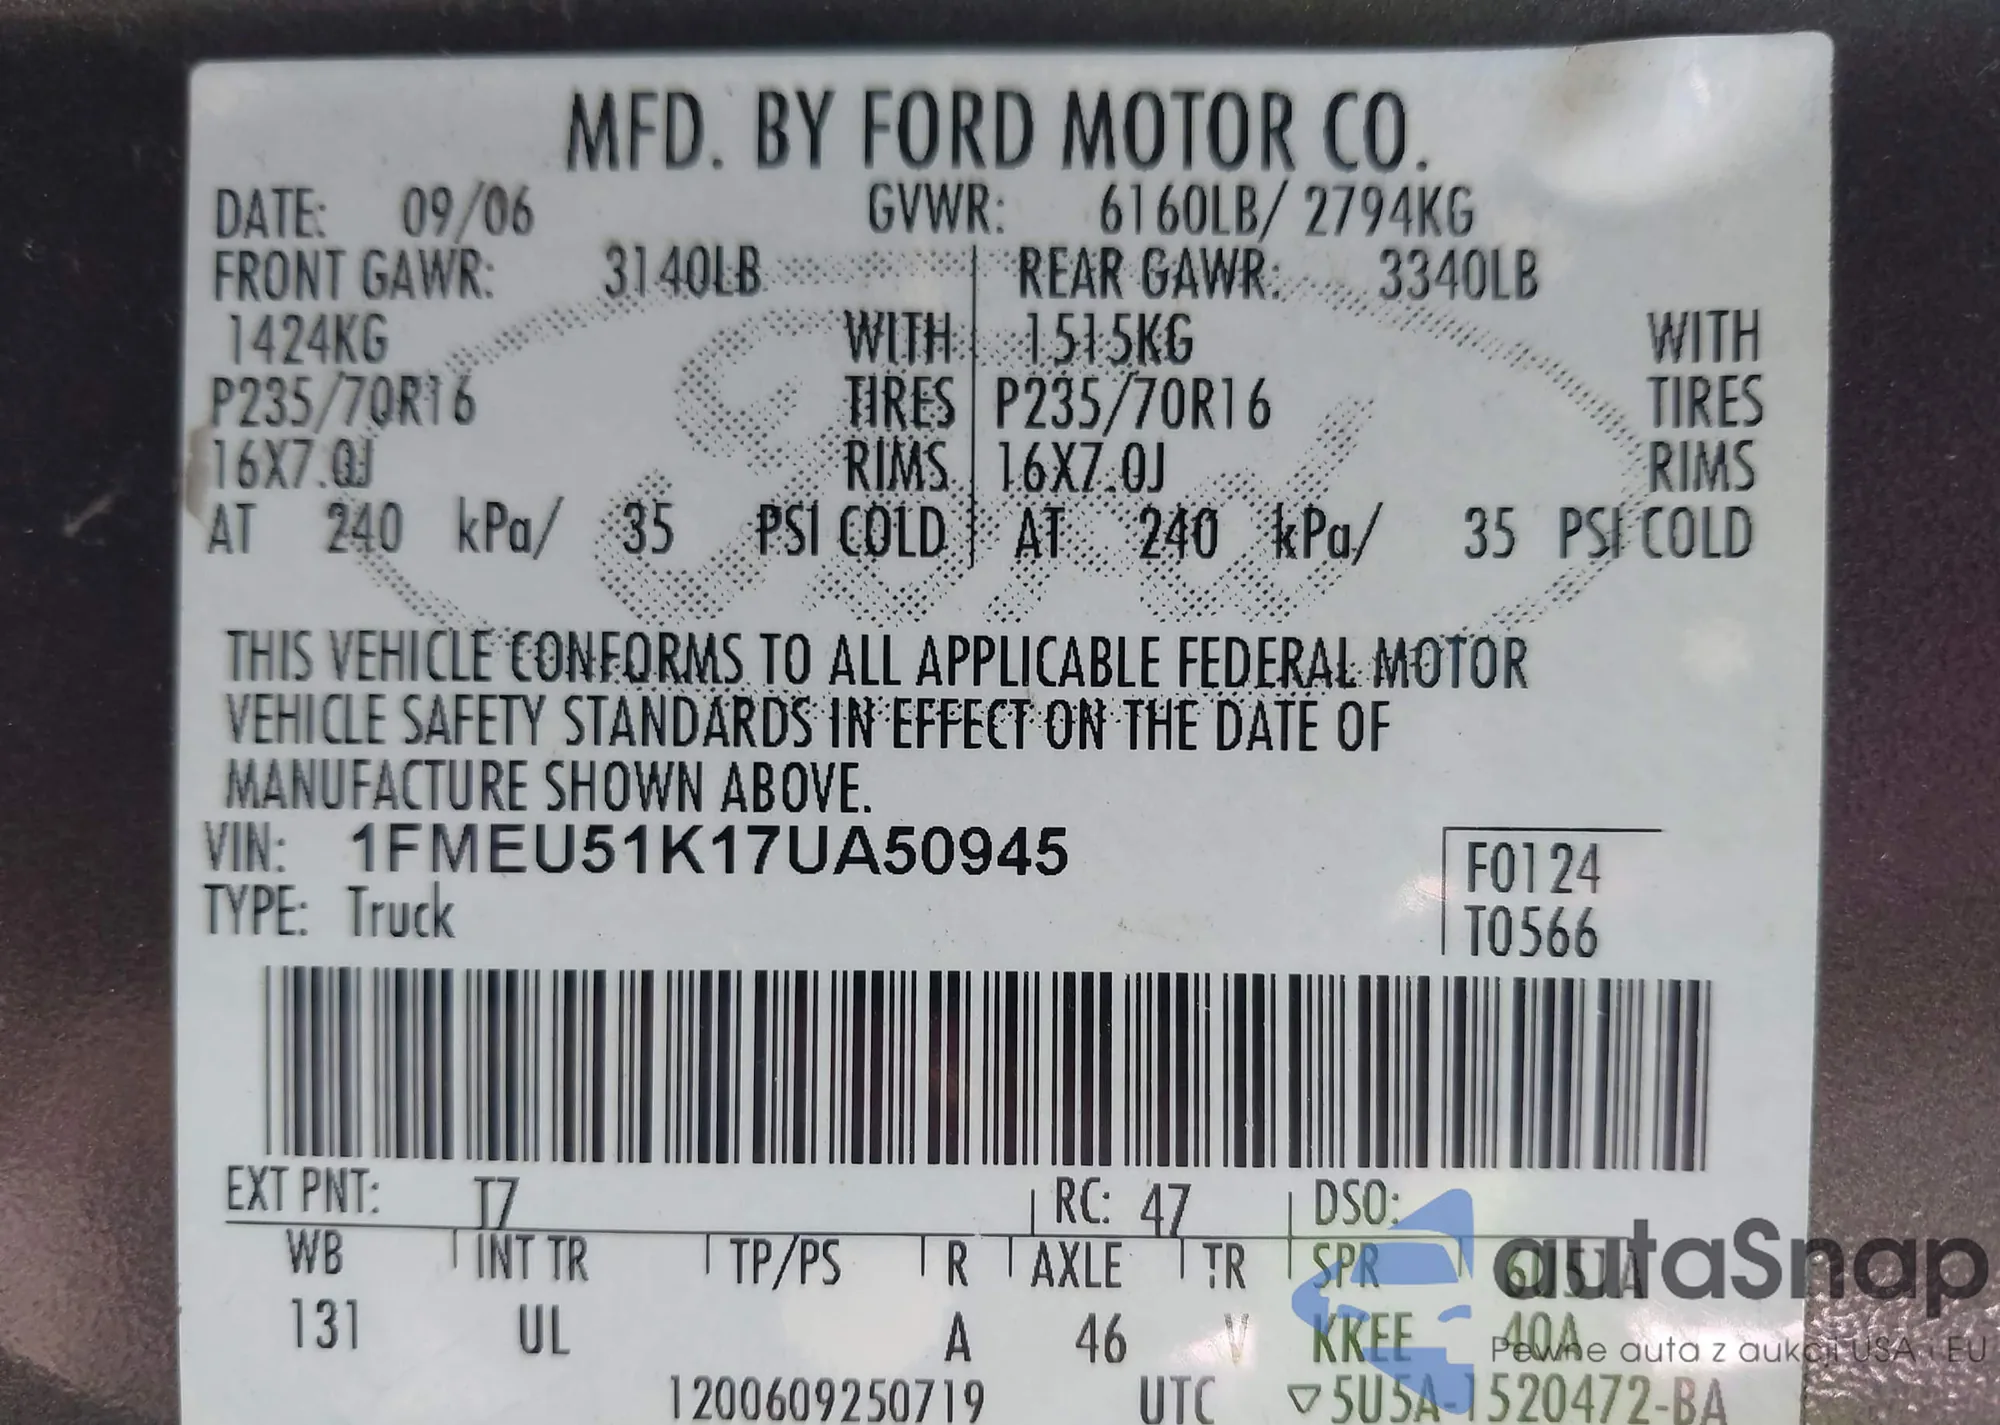 MFD. BY FORD MOTOR CO.
DATE: 09/06 GVWR: 6160LB/ 2794KG
FRONT GAWR: 3140LB REAR GAWR: 3340LB
1424KG WITH 1515KG WITH
P235/70R16 TIRES P235/70R16 TIRES
16X7.0J RIMS 16X7.0J RIMS
AT 240 kPa/ 35 PSI COLD AT 240 kPa/ 35 PSI COLD
THIS VEHICLE CONFORMS TO ALL APPLICABLE FEDERAL MOTOR
VEHICLE SAFETY STANDARDS IN EFFECT ON THE DATE OF
MANUFACTURE SHOWN ABOVE.
VIN: 1FMEU51K17UA50945
TYPE: Truck
F0124
T0566
EXT PNT: T7 RC: 47 DSO:
WB INT TR TP/PS R AXLE TR SPR
131 UL A 46 V KKEE 40A
1200609250719 UTC ▽5U5A-1520472-BA
autaSnap
Pewne auta z aukcji USA i EU